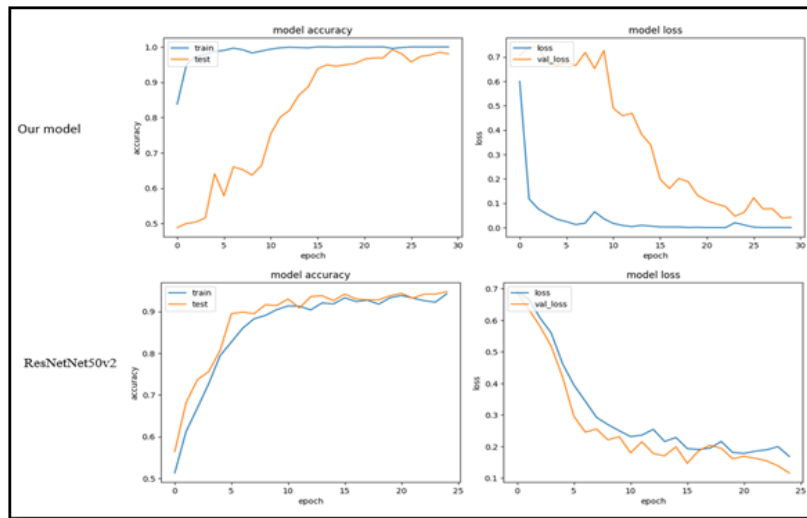 model accuracy
train
test
1.0
0.9
0.8
0.7
0.6
0.5
accuracy
0 5 10 15 20 25 30
epoch
model loss
loss
val_loss
0.7
0.6
0.5
0.4
0.3
0.2
0.1
0.0
loss
0 5 10 15 20 25 30
epoch
Our model
model accuracy
train
test
0.9
0.8
0.7
0.6
0.5
accuracy
0 5 10 15 20 25
epoch
model loss
loss
val_loss
0.7
0.6
0.5
0.4
0.3
0.2
0.1
loss
0 5 10 15 20 25
epoch
ResNetNet50v2